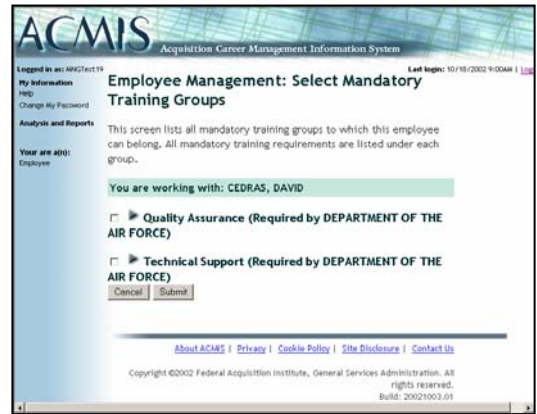 ACMIS
Acquisition Career Management Information System
Logged in as: MNGTest19
Last login: 10/18/2002 9:00AM | Log
My Information
Help
Change My Password
Analysis and Reports
Your are a(n):
Employee
Employee Management: Select Mandatory
Training Groups
This screen lists all mandatory training groups to which this employee
can belong. All mandatory training requirements are listed under each
group.
You are working with: CEDRAS, DAVID
Quality Assurance (Required by DEPARTMENT OF THE
AIR FORCE)
Technical Support (Required by DEPARTMENT OF THE
AIR FORCE)
Cancel Submit
About ACMIS | Privacy | Cookie Policy | Site Disclosure | Contact Us
Copyright ©2002 Federal Acquisition Institute, General Services Administration. All
rights reserved.
Build: 20021003.01